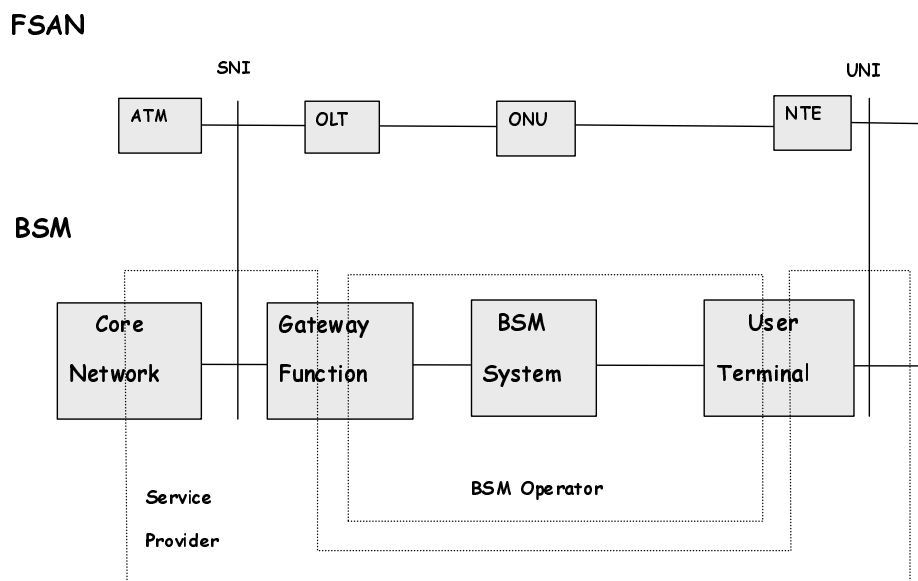 FSAN
SNI
UNI
ATM
OLT
ONU
NTE
BSM
Core
Network
Gateway
Function
BSM
System
User
Terminal
BSM Operator
Service
Provider